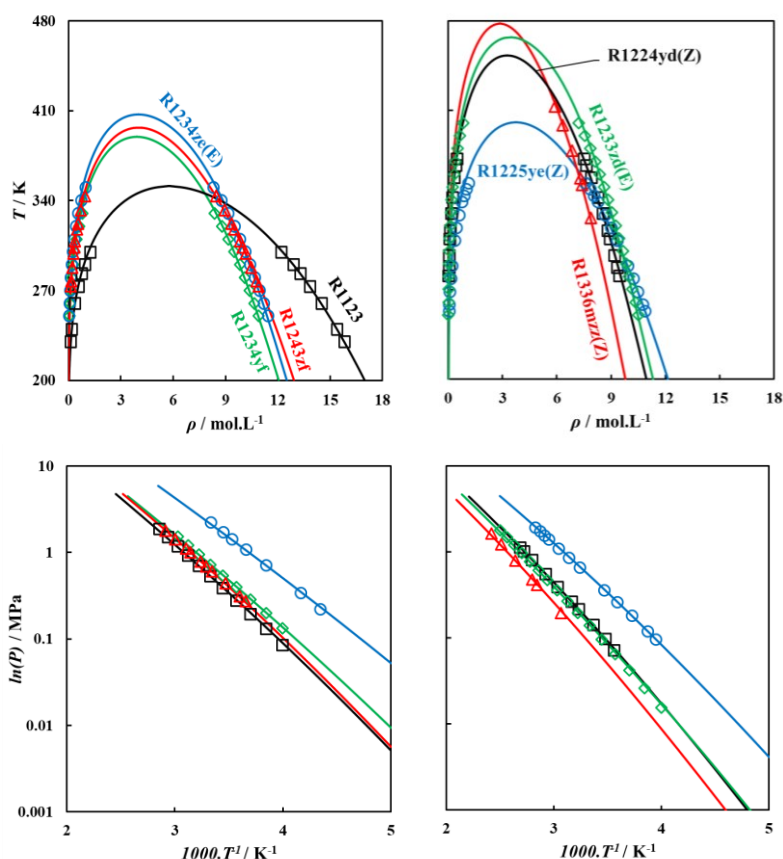 480
410
340
270
200
T / K
R1234ze(E)
R1123
R1234yf
R1243zf
0
3
6
9
12
15
18
ρ / mol.L-1
R1224yd(Z)
R1233zd(E)
R1225ye(Z)
R1336mzz(Z)
0
3
6
9
12
15
18
ρ / mol.L-1
10
1
0.1
0.01
0.001
ln(P) / MPa
2
3
4
5
1000.T-1 / K-1
2
3
4
5
1000.T-1 / K-1